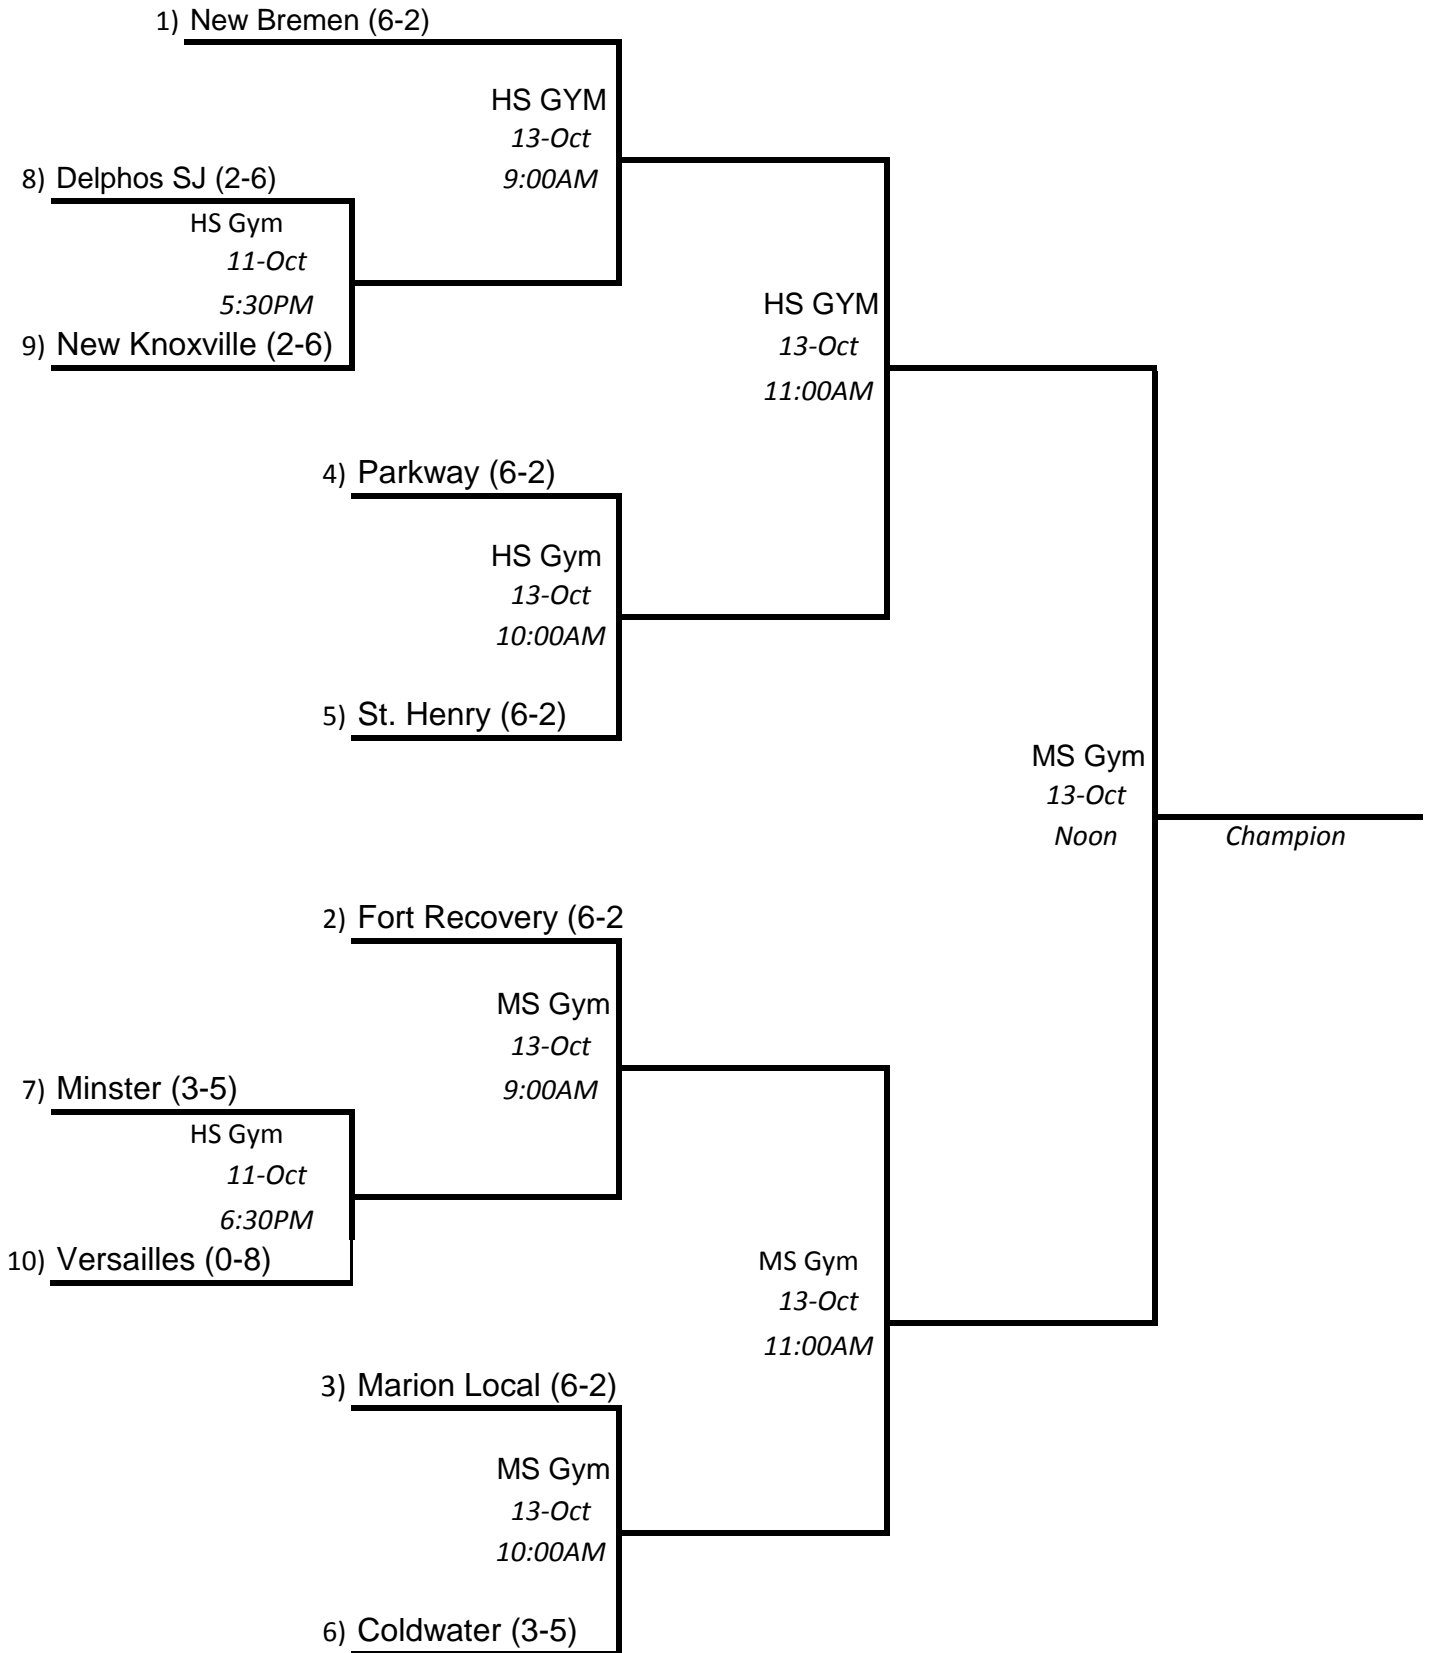 1) New Bremen (6-2)
HS GYM
13-Oct
9:00AM
8) Delphos SJ (2-6)
HS Gym
11-Oct
5:30PM
9) New Knoxville (2-6)
HS GYM
13-Oct
11:00AM
4) Parkway (6-2)
HS Gym
13-Oct
10:00AM
5) St. Henry (6-2)
MS Gym
13-Oct
Noon
Champion
2) Fort Recovery (6-2
MS Gym
13-Oct
9:00AM
7) Minster (3-5)
HS Gym
11-Oct
6:30PM
10) Versailles (0-8)
MS Gym
13-Oct
11:00AM
3) Marion Local (6-2)
MS Gym
13-Oct
10:00AM
6) Coldwater (3-5)